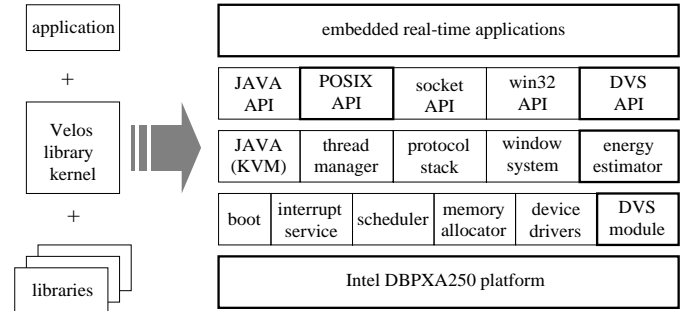 application
+
Velos
library
kernel
+
libraries
embedded real-time applications
JAVA API
POSIX API
socket API
win32 API
DVS API
JAVA (KVM)
thread manager
protocol stack
window system
energy estimator
boot
interrupt service
scheduler
memory allocator
device drivers
DVS module
Intel DBPXA250 platform